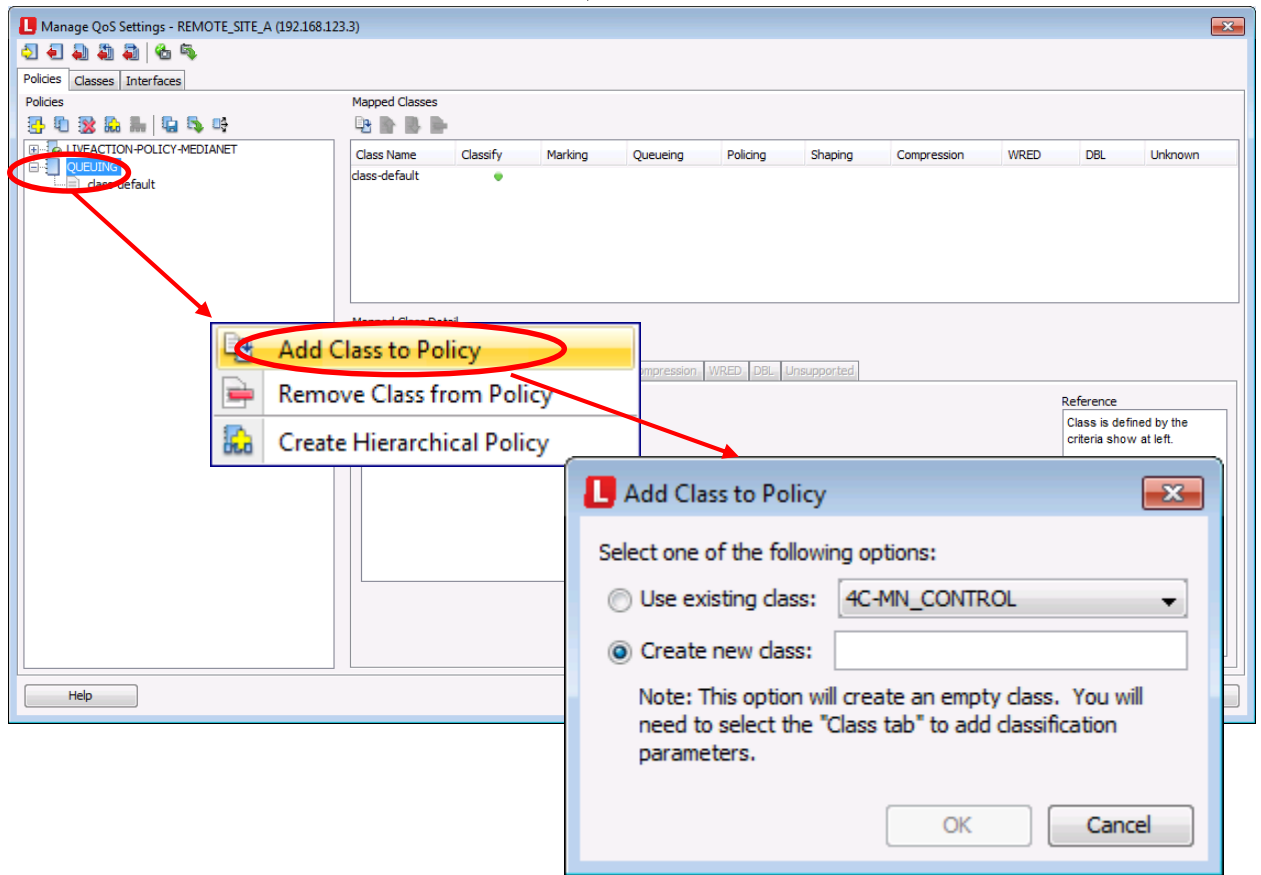 Manage QoS Settings - REMOTE_SITE_A (192.168.123.3)
Policies Classes Interfaces
Policies
Mapped Classes
LIVEACTION-POLICY-MEDIANET
QUEUING
class-default
Class Name Classify Marking Queueing Policing Shaping Compression WRED DBL Unknown
class-default
Mapped Class Detail
Add Class to Policy
Remove Class from Policy
Create Hierarchical Policy
WRED DBL Unsupported
Reference
Class is defined by the
criteria show at left.
L Add Class to Policy
Select one of the following options:
Use existing class: 4C-MN_CONTROL
Create new class:
Note: This option will create an empty class. You will
need to select the "Class tab" to add classification
parameters.
OK Cancel
Help